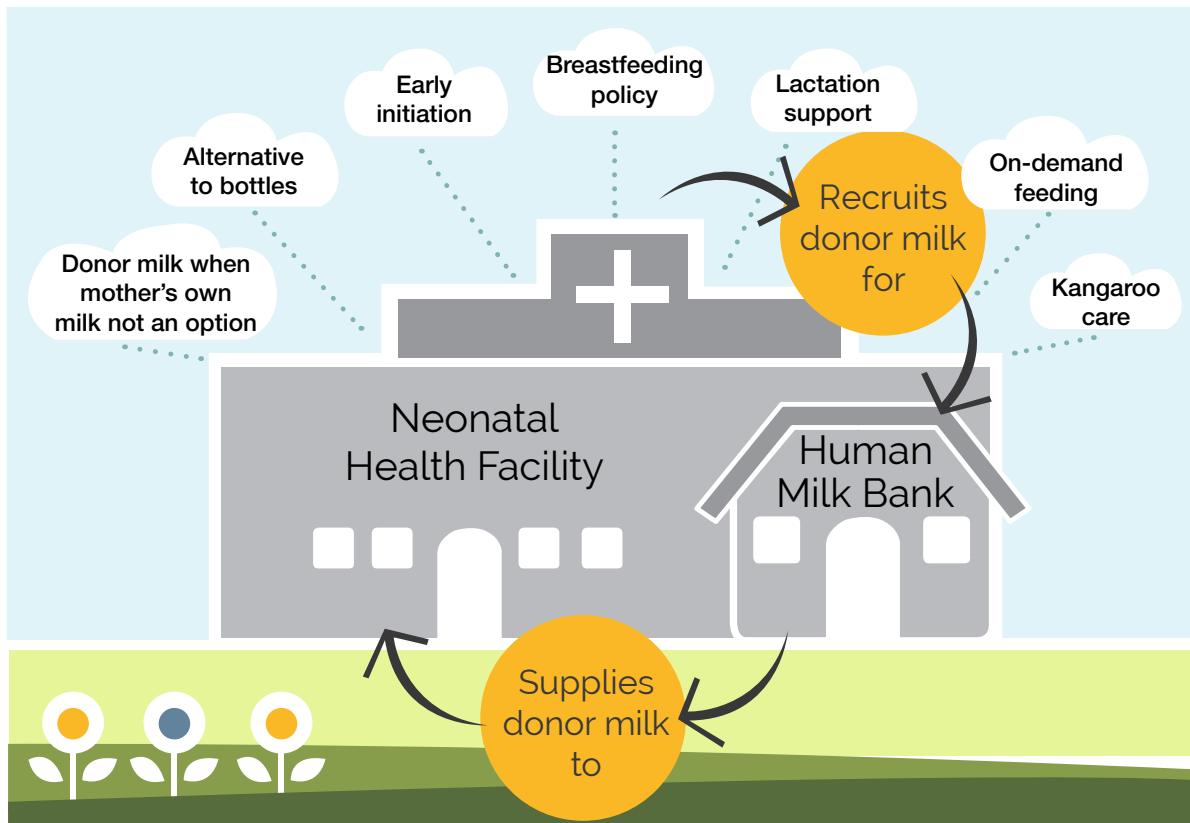 Breastfeeding
policy
Early
initiation
Lactation
support
Alternative
to bottles
On-demand
feeding
Donor milk when
mother's own
milk not an option
Kangaroo
care
Recruits
donor milk
for
Neonatal
Health Facility
Human
Milk Bank
Supplies
donor milk
to